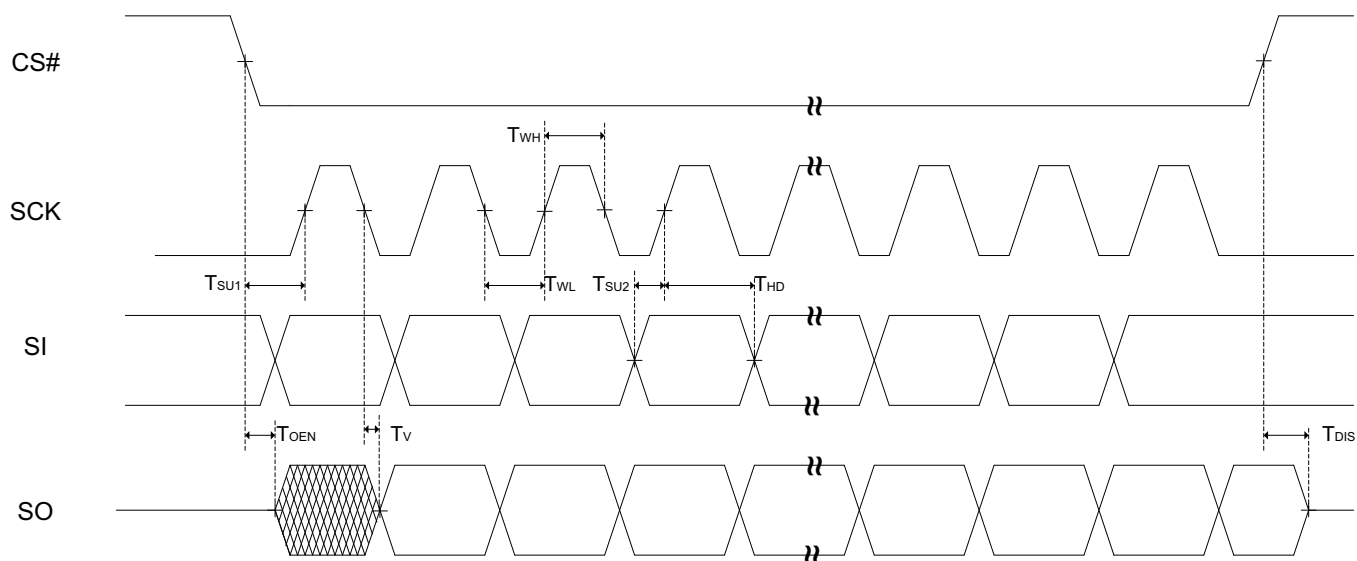 CS#
TWH
SCK
TSU1
TWL
TSU2
THD
SI
TOEN
TV
TDIS
SO